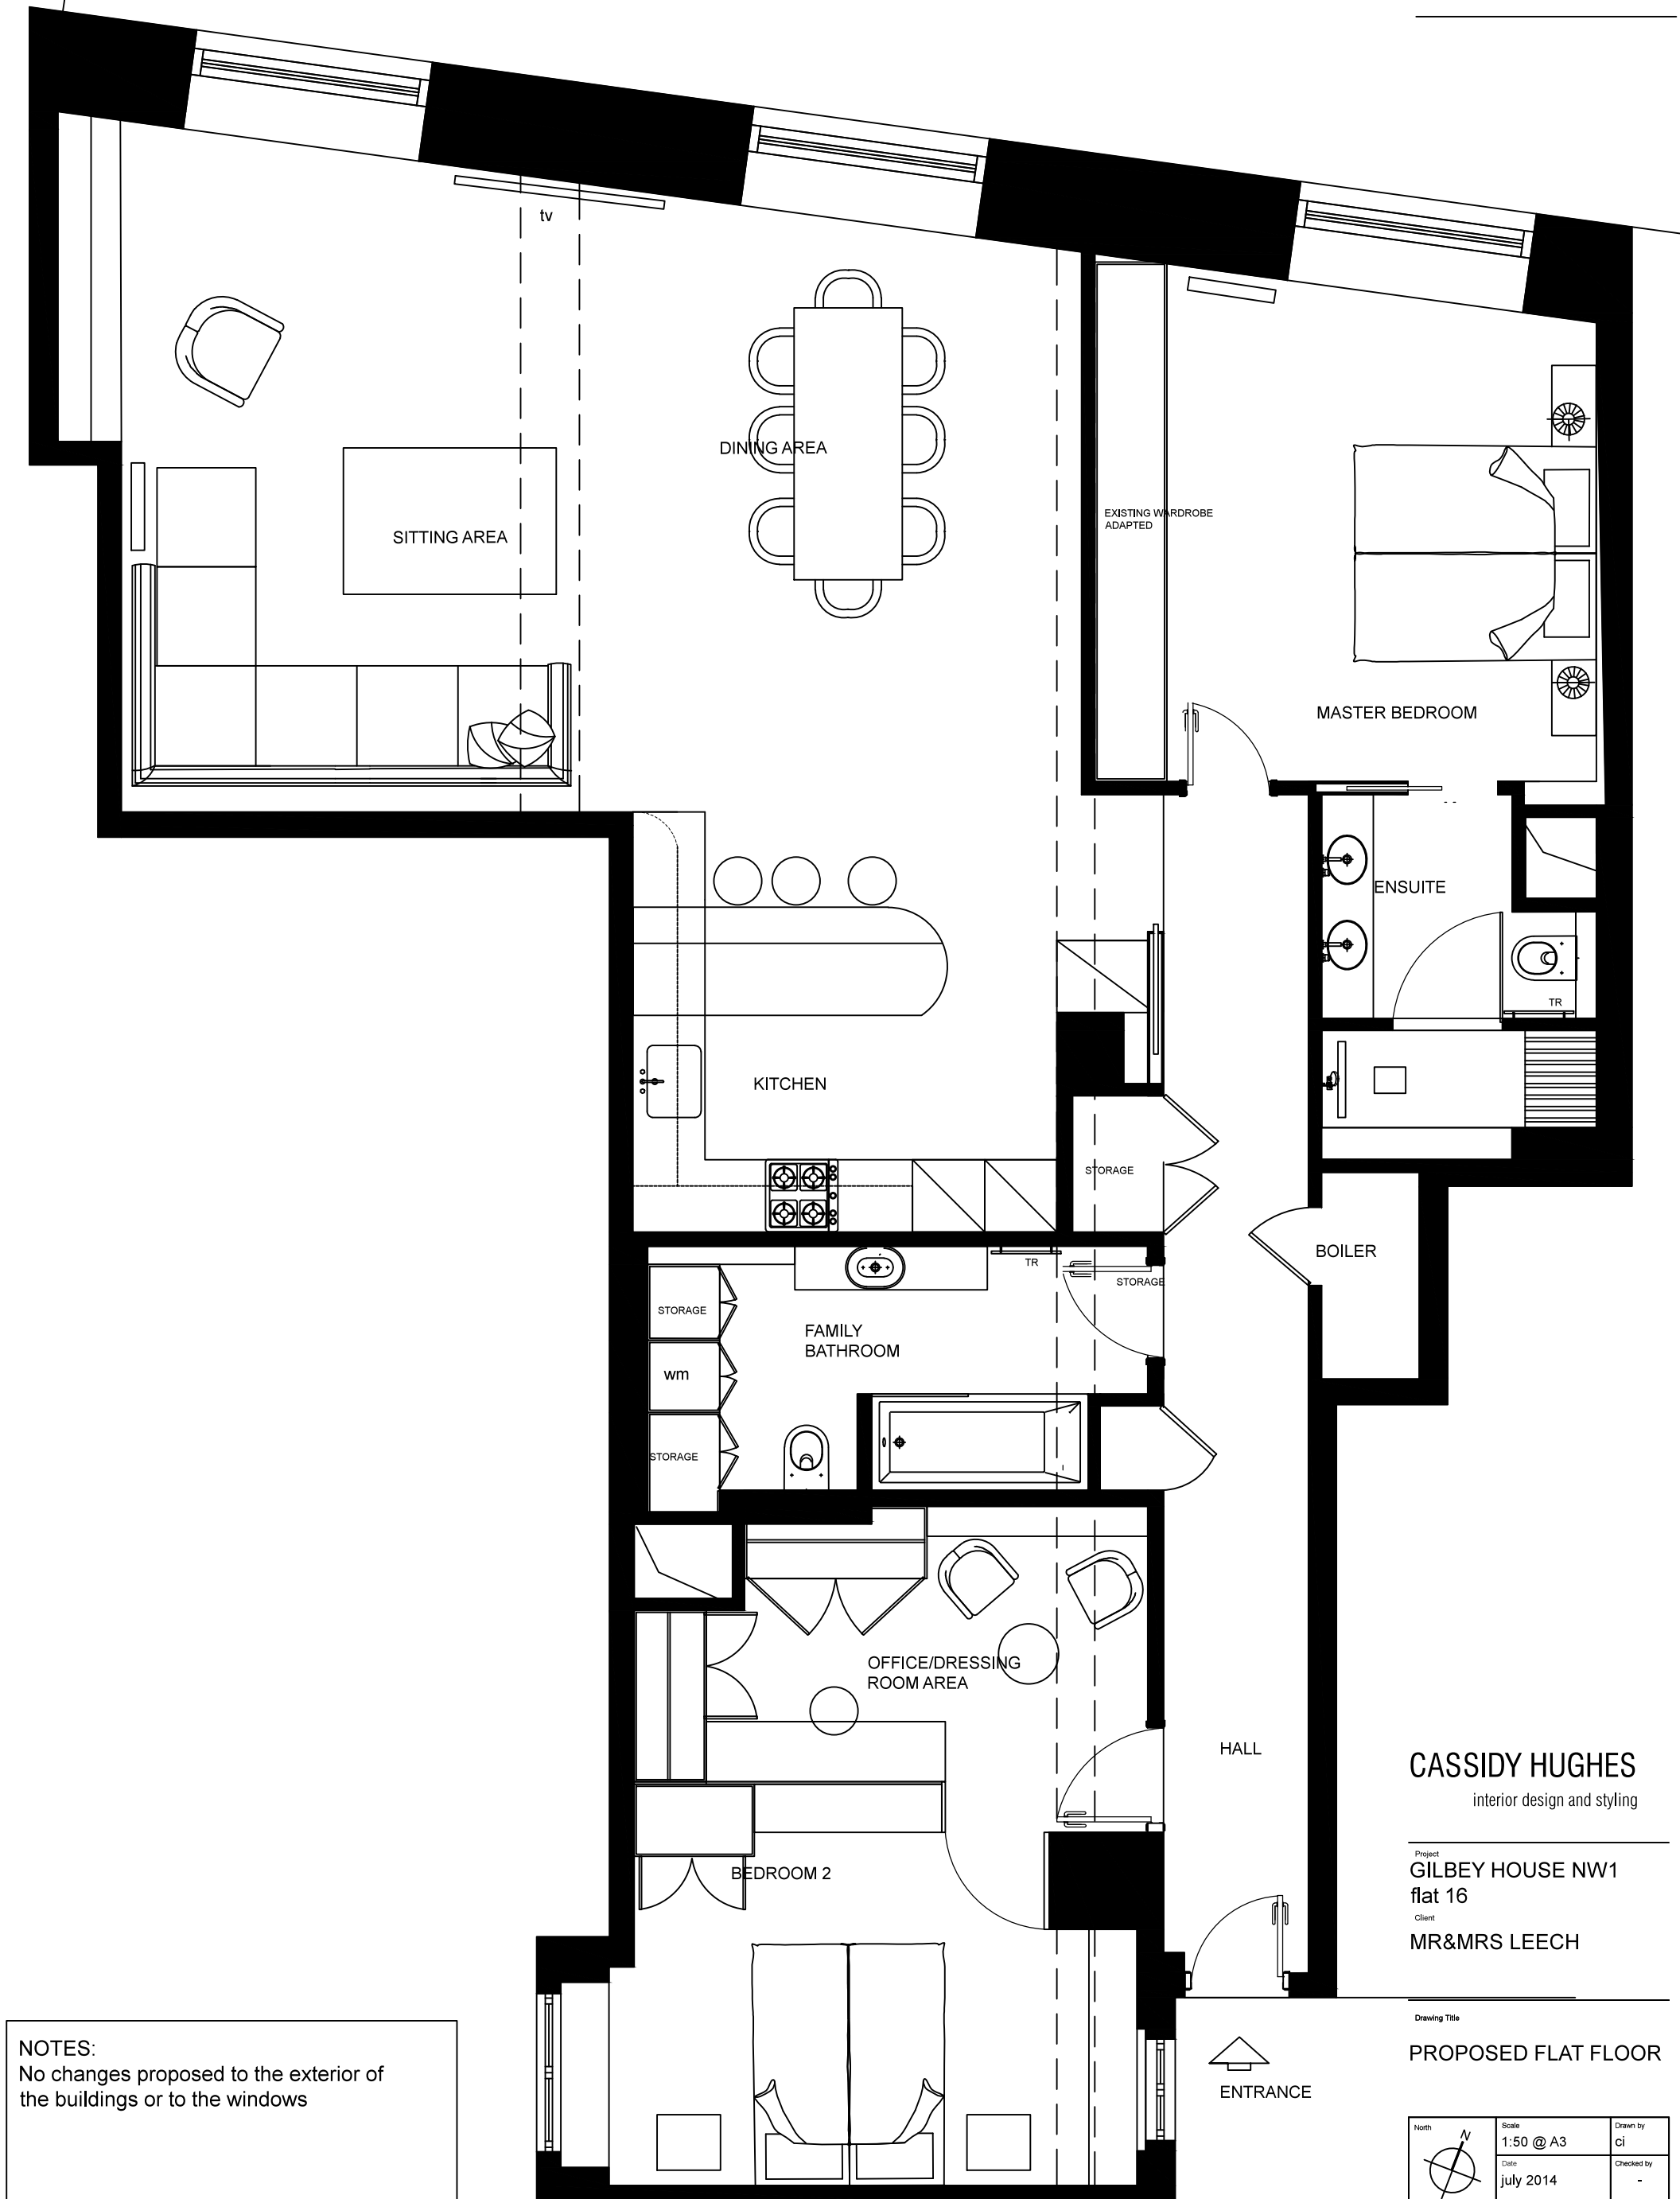 tv
DINING AREA
SITTING AREA
EXISTING WARDROBE
ADAPTED
MASTER BEDROOM
ENSUITE
TR
KITCHEN
STORAGE
BOILER
TR
STORAGE
STORAGE
FAMILY
BATHROOM
wm
STORAGE
OFFICE/DRESSING
ROOM AREA
HALL
BEDROOM 2
ENTRANCE
NOTES:
No changes proposed to the exterior of
the buildings or to the windows
CASSIDY HUGHES
interior design and styling
Project
GILBEY HOUSE NW1
flat 16
Client
MR&MRS LEECH
Drawing Title
PROPOSED FLAT FLOOR
North
N
Scale
1:50 @ A3
Drawn by
ci
Date
july 2014
Checked by
-